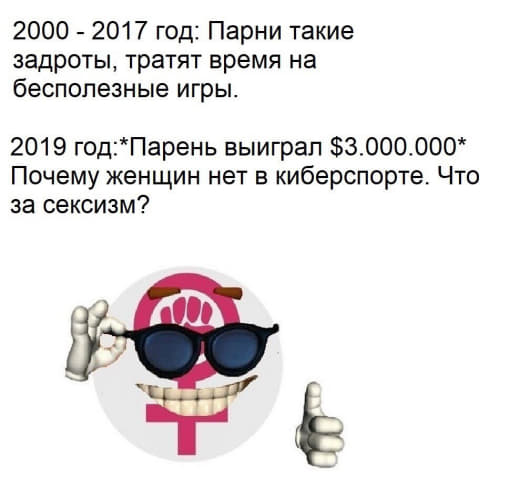 2000 - 2017 год: Парни такие
задроты, тратят время на
бесполезные игры.
2019 год:*Парень выиграл $3.000.000*
Почему женщин нет в киберспорте. Что
за сексизм?